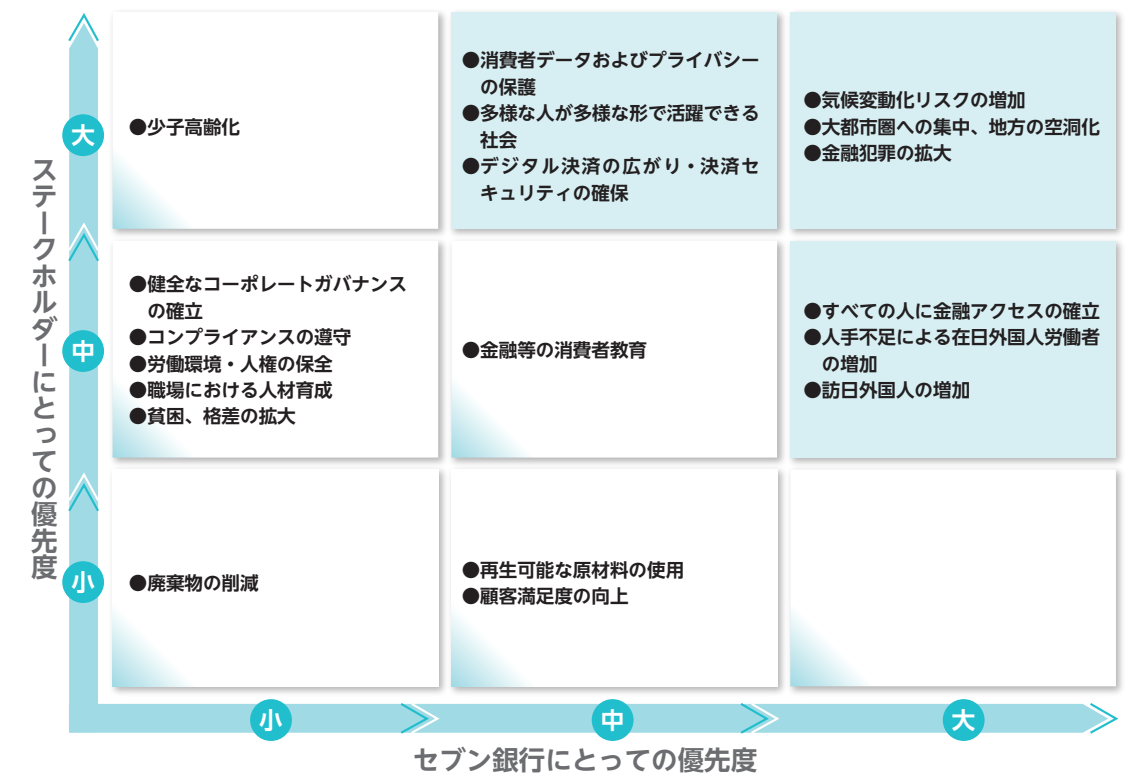 ステークホルダーにとっての優先度
大
●少子高齢化
●消費者データおよびプライバシー
の保護
●多様な人が多様な形で活躍できる
社会
●デジタル決済の広がり・決済セ
キュリティの確保
●気候変動化リスクの増加
●大都市圏への集中、地方の空洞化
●金融犯罪の拡大
中
●健全なコーポレートガバナンス
の確立
●コンプライアンスの遵守
●労働環境・人権の保全
●職場における人材育成
●貧困、格差の拡大
●金融等の消費者教育
●すべての人に金融アクセスの確立
●人手不足による在日外国人労働者
の増加
●訪日外国人の増加
小
●廃棄物の削減
●再生可能な原材料の使用
●顧客満足度の向上
小
中
大
セブン銀行にとっての優先度